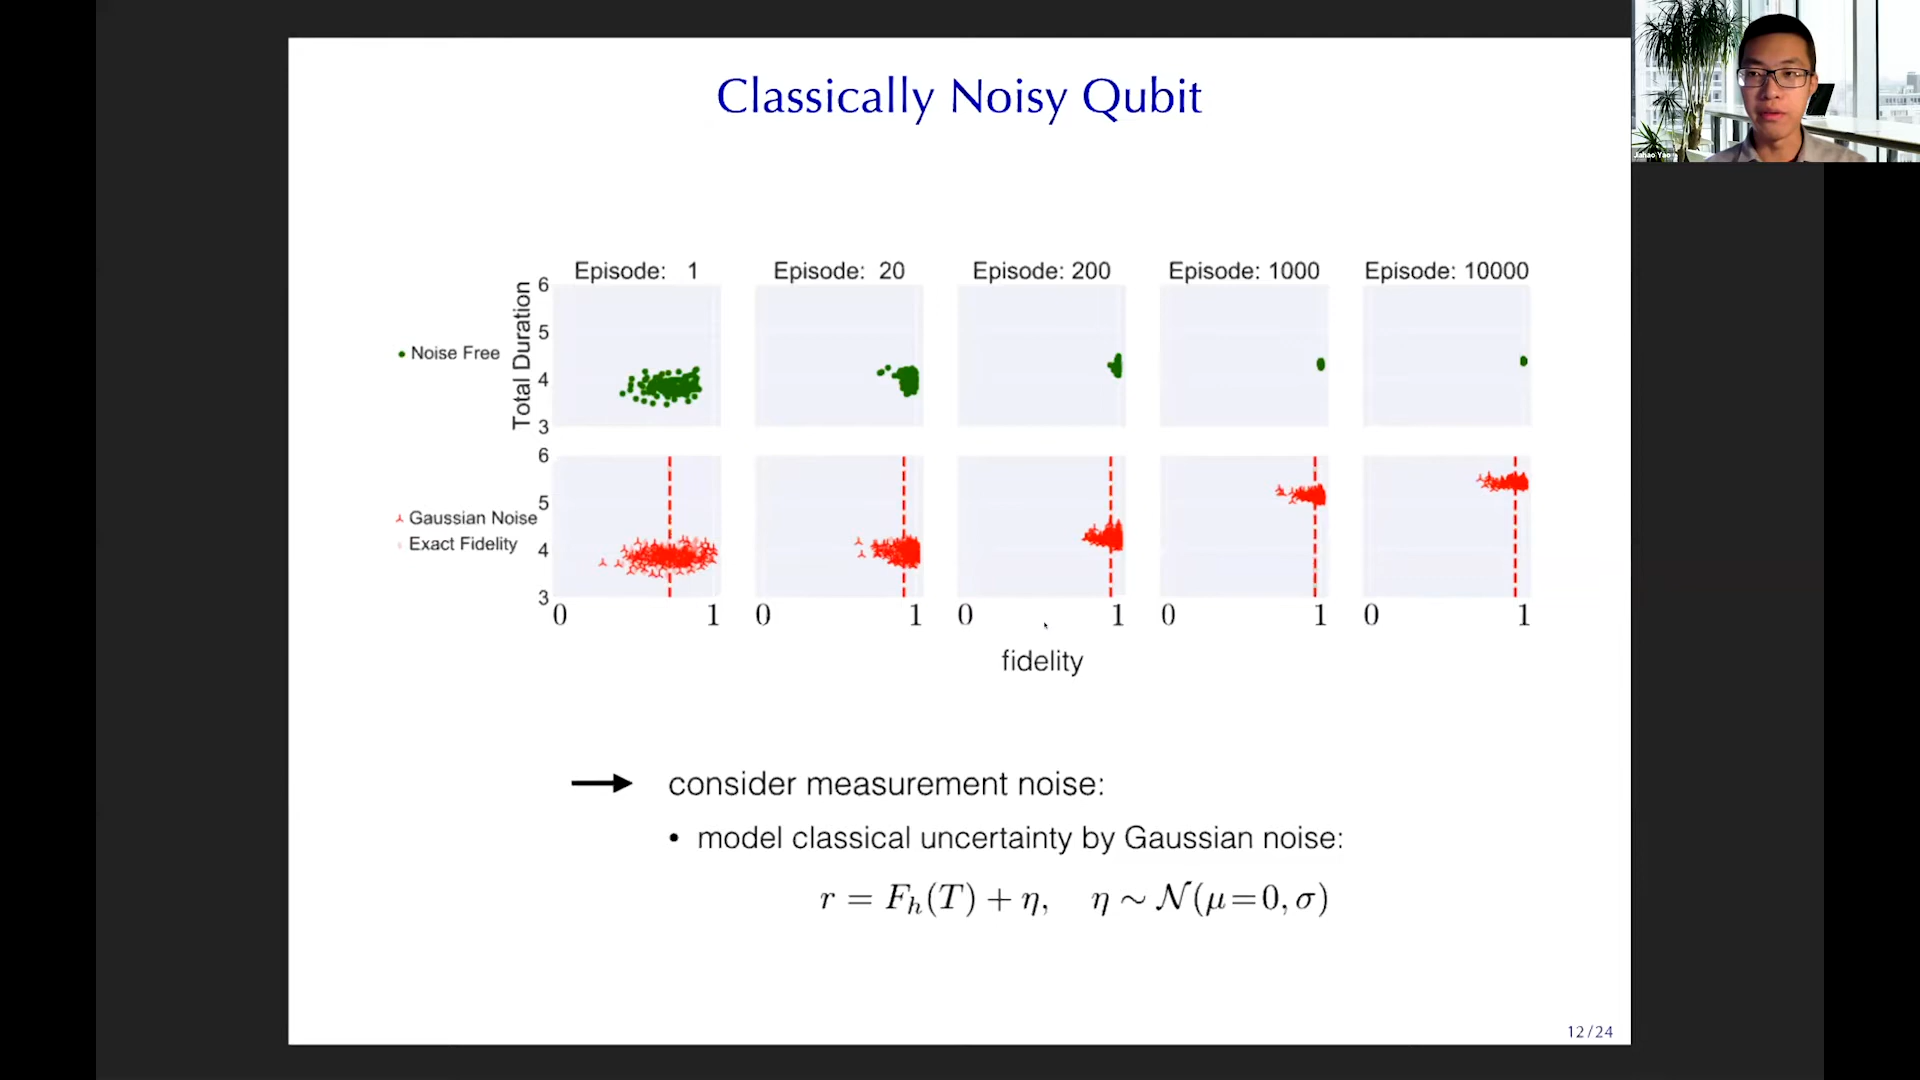 Classically Noisy Qubit
Jiahao Yao
Episode: 1
Episode: 20
Episode: 200
Episode: 1000
Episode: 10000
Total Duration
6
5
4
3
Noise Free
6
5
4
3
Gaussian Noise
Exact Fidelity
0 1 0 1 0 1 0 1 0 1
fidelity
consider measurement noise:
• model classical uncertainty by Gaussian noise:
r = F_h(T) + η, η ∼ 𝒩(μ=0, σ)
12/24